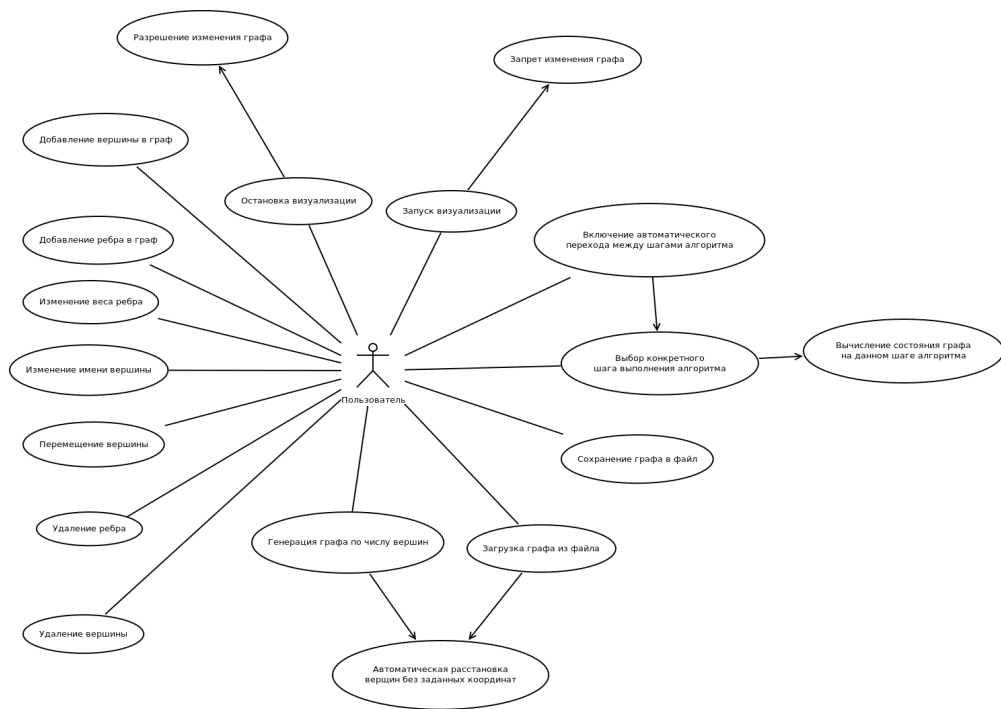 Разрешение изменения графа
Запрет изменения графа
Добавление вершины в граф
Остановка визуализации
Запуск визуализации
Добавление ребра в граф
Включение автоматического
перехода между шагами алгоритма
Изменение веса ребра
Вычисление состояния графа
на данном шаге алгоритма
Выбор конкретного
шага выполнения алгоритма
Изменение имени вершины
Пользователь
Перемещение вершины
Сохранение графа в файл
Удаление ребра
Генерация графа по числу вершин
Загрузка графа из файла
Удаление вершины
Автоматическая расстановка
верщин без заданных координат